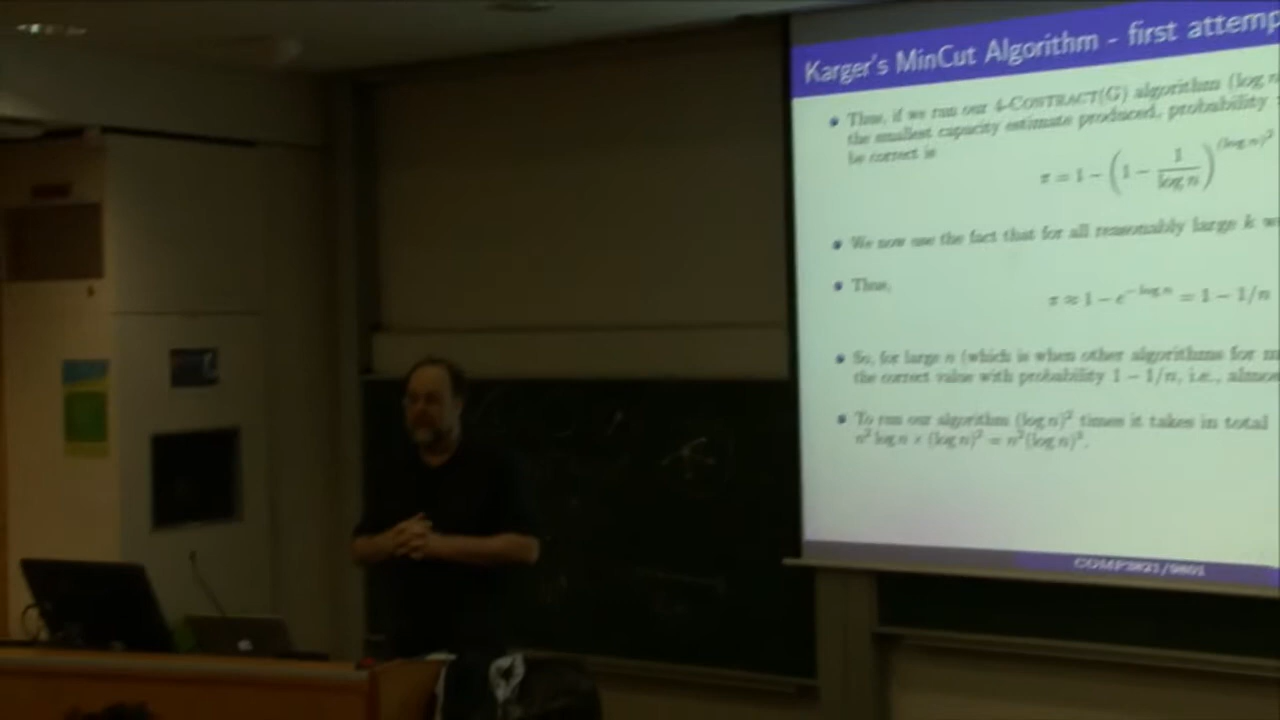 Karger's MinCut Algorithm - first attemp
Thus, if we run our 4-CONTRACT(G) algorithm (log n
the smallest capacity estimate produced, probability
be correct is
π = 1 − (1 − 1/log n)^(log n)²
We now use the fact that for all reasonably large k w
Thus,
π ≈ 1 − e^(− log n) = 1 − 1/n
So, for large n (which is when other algorithms for m
the correct value with probability 1 − 1/n, i.e., almos
To run our algorithm (log n)² times it takes in total
n² log n × (log n)² = n²(log n)³.
COMP3821/9801